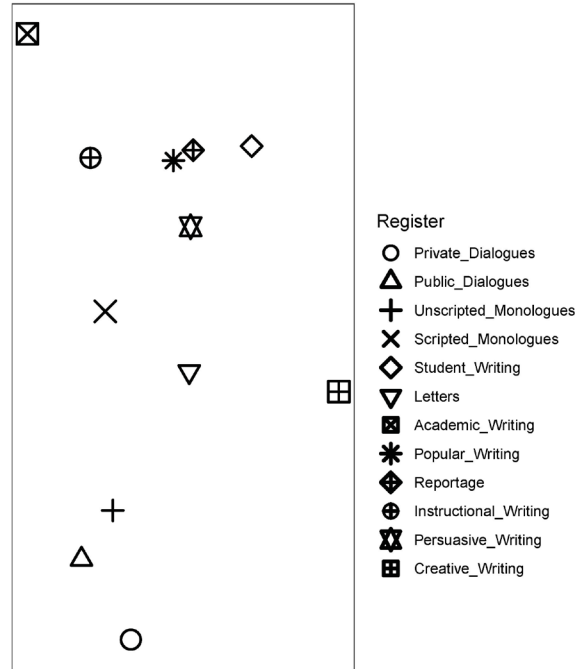 Register
Private_Dialogues
Public_Dialogues
Unscripted_Monologues
Scripted_Monologues
Student_Writing
Letters
Academic_Writing
Popular_Writing
Reportage
Instructional_Writing
Persuasive_Writing
Creative_Writing